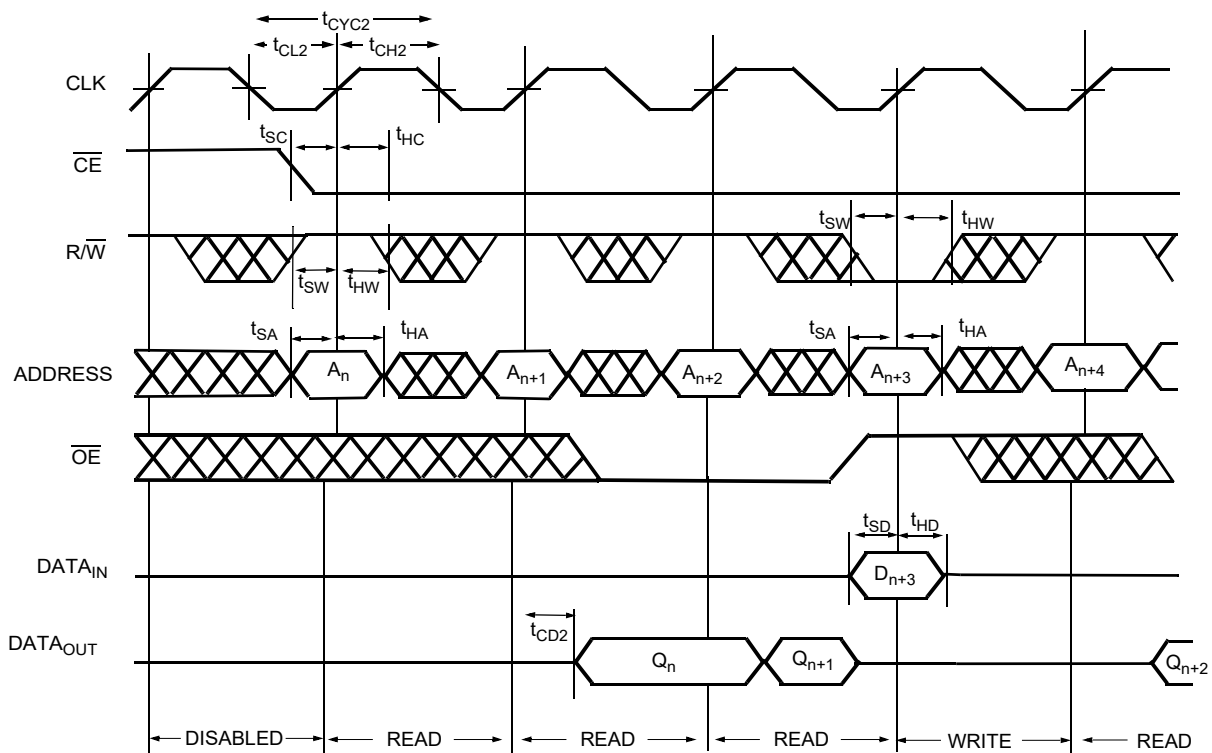 tCYC2
tCL2 tCH2
CLK
tSC tHC
CE
tSW tHW
R/W
tSW tHW
tSA tHA tSA tHA
ADDRESS An An+1 An+2 An+3 An+4
OE
tSD tHD
DATAIN Dn+3
tCD2
DATAOUT Qn Qn+1 Qn+2
DISABLED READ READ READ WRITE READ